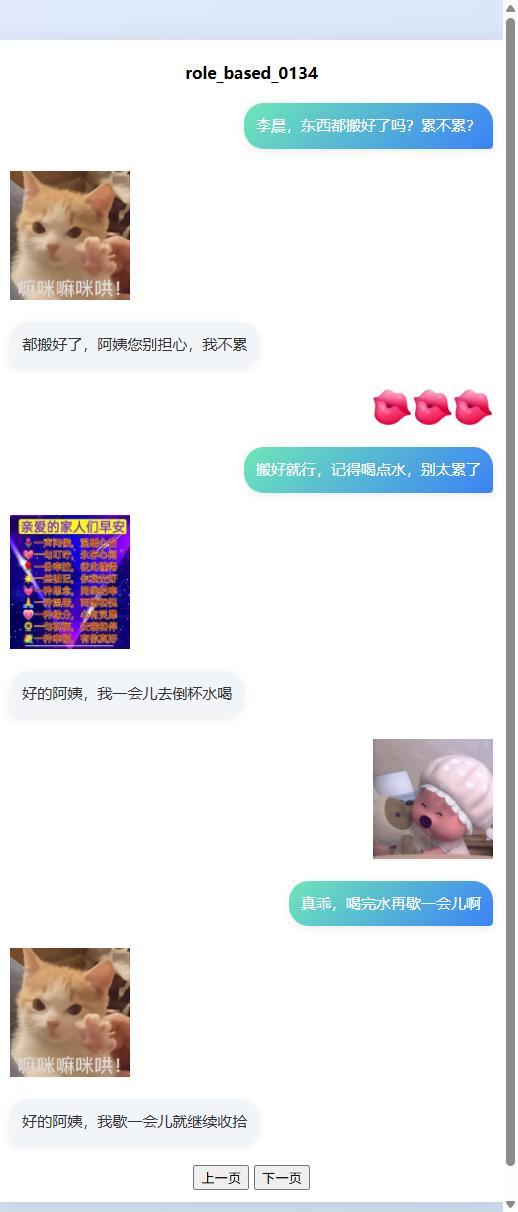 role_based_0134
李晨，东西都搬好了吗？累不累？
嘛咪嘛咪哄！
都搬好了，阿姨您别担心，我不累
搬好就行，记得喝点水，别太累了
亲爱的家人们早安
好的阿姨，我一会儿去倒杯水喝
真乖，喝完水再歇一会儿啊
嘛咪嘛咪哄！
好的阿姨，我歇一会儿就继续收拾
上一页 下一页